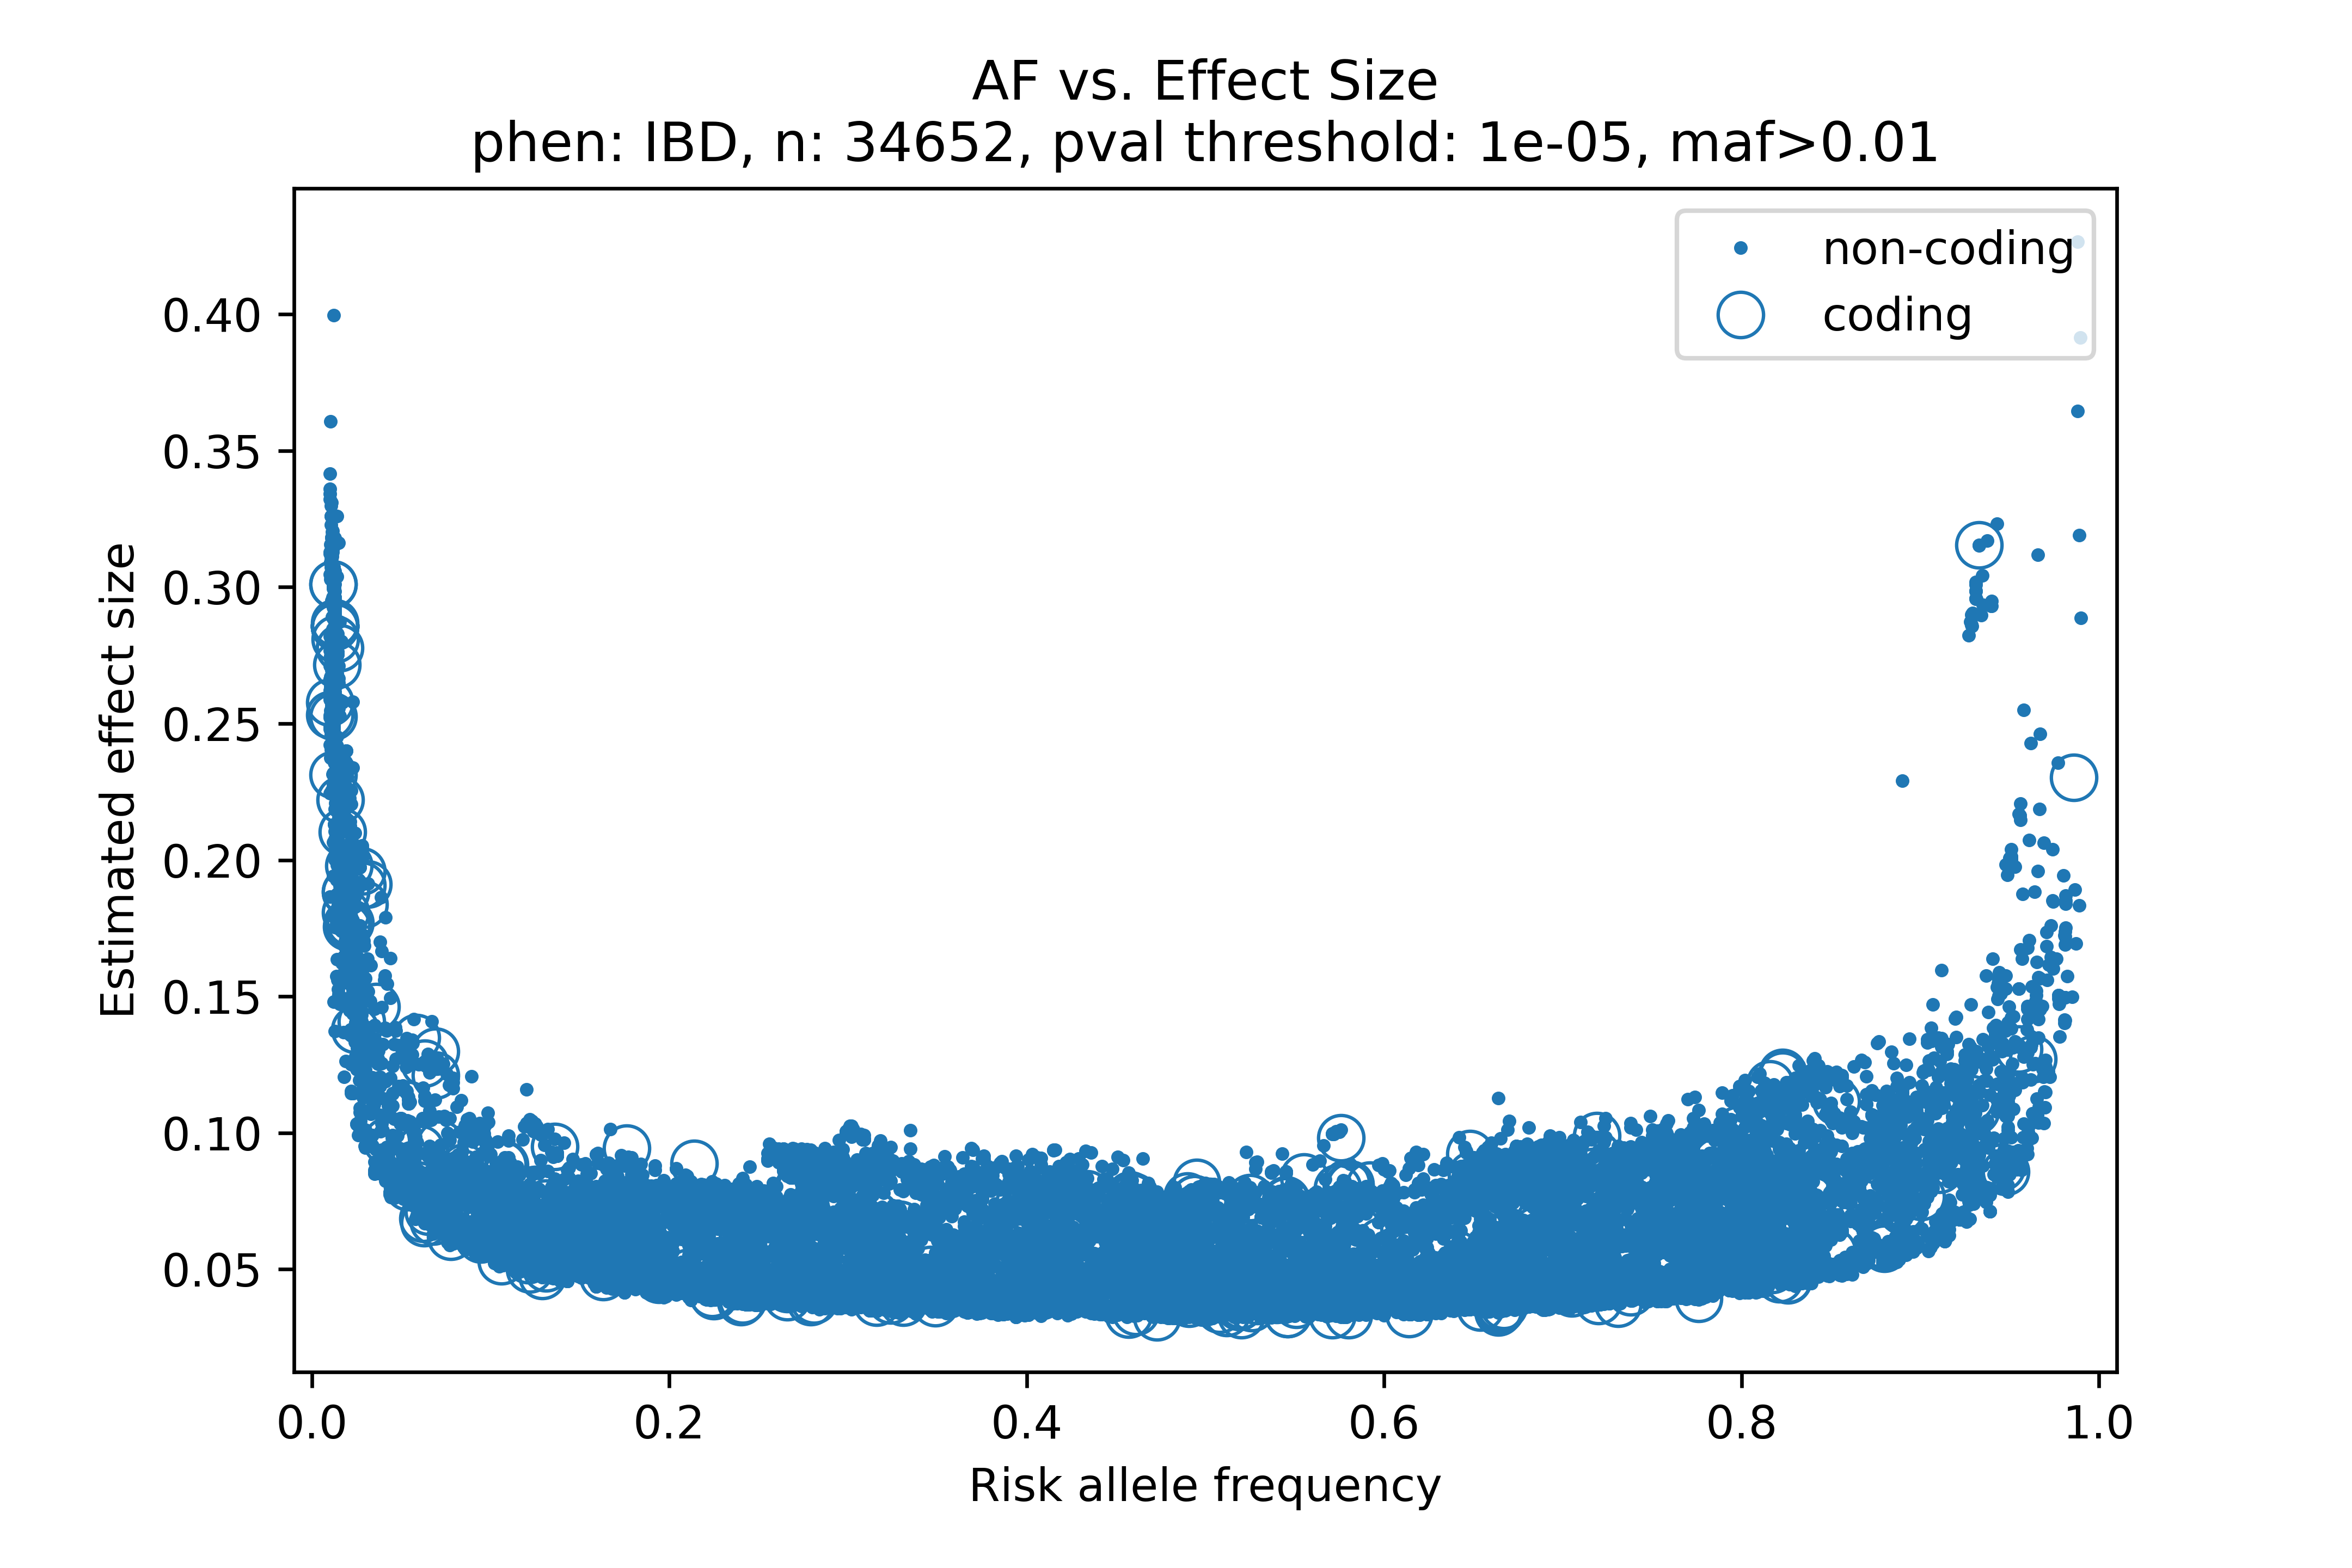 AF vs. Effect Size
phen: IBD, n: 34652, pval threshold: 1e-05, maf>0.01
non-coding
coding
0.40
0.35
0.30
0.25
0.20
0.15
0.10
0.05
Estimated effect size
0.0 0.2 0.4 0.6 0.8 1.0
Risk allele frequency